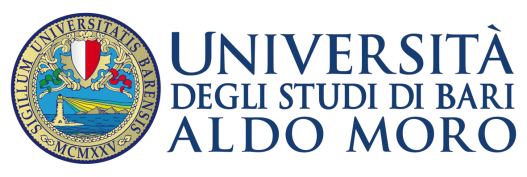 SIGILLUM UNIVERSITATIS BARENSIS
MCMXXV
UNIVERSITÀ
DEGLI STUDI DI BARI
ALDO MORO